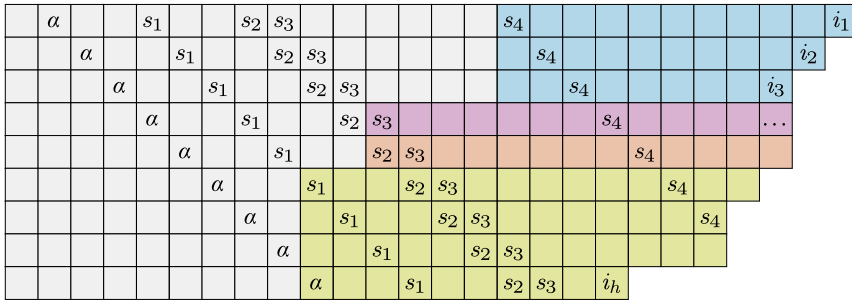 α s₁ s₂ s₃ s₄ i₁
α s₁ s₂ s₃ s₄ i₂
α s₁ s₂ s₃ s₄ i₃
α s₁ s₂ s₃ s₄ ...
α s₁ s₂ s₃ s₄
α s₁ s₂ s₃ s₄
α s₁ s₂ s₃ s₄
α s₁ s₂ s₃
α s₁ s₂ s₃ iₕ